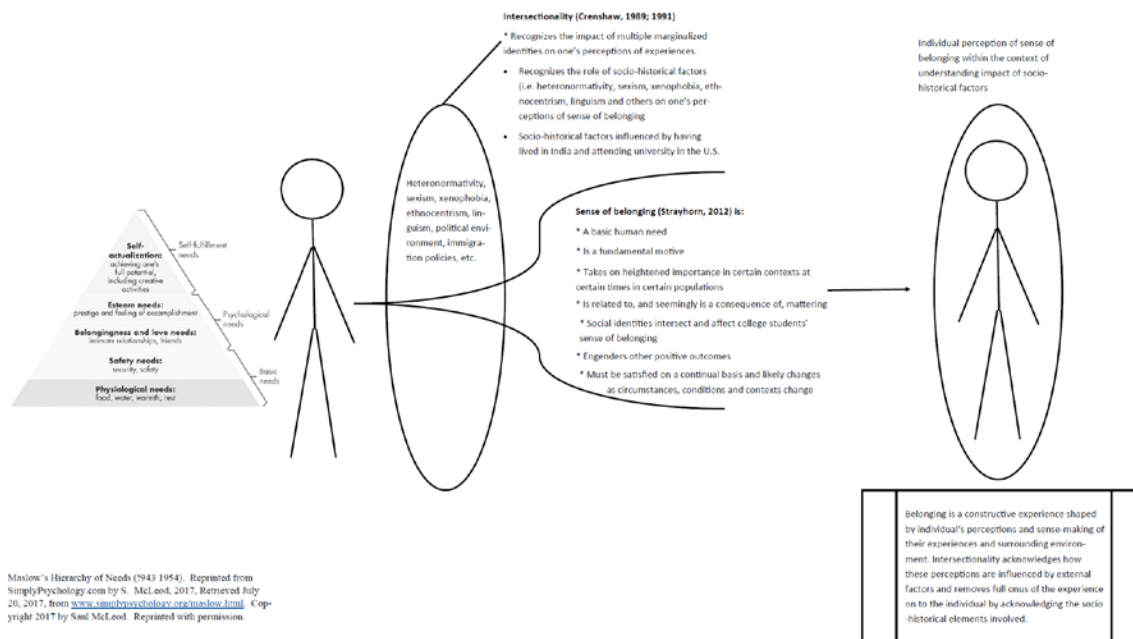 Intersectionality (Crenshaw, 1989; 1991)
* Recognizes the impact of multiple marginalized
identities on one's perceptions of experiences.
• Recognizes the role of socio-historical factors
(i.e. heteronormativity, sexism, xenophobia, eth-
nocentrism, linguism and others on one's per-
ceptions of sense of belonging
• Socio-historical factors influenced by having
lived in India and attending university in the U.S.
Individual perception of sense of
belonging within the context of
understanding impact of socio-
historical factors
Heteronormativity,
sexism, xenophobia,
ethnocentrism, lin-
guism, political envi-
ronment, immigra-
tion policies, etc.
Self-
actualization:
achieving one's
full potential,
including creative
activities
Esteem needs:
prestige and feeling of accomplishment
Belongingness and love needs:
intimate relationships, friends
Safety needs:
security, safety
Physiological needs:
food, water, warmth, rest
Self-fulfillment
needs
Psychological
needs
Basic
needs
Sense of belonging (Strayhorn, 2012) is:
* A basic human need
* Is a fundamental motive
* Takes on heightened importance in certain contexts at
certain times in certain populations
* Is related to, and seemingly is a consequence of, mattering
* Social identities intersect and affect college students'
sense of belonging
* Engenders other positive outcomes
* Must be satisfied on a continual basis and likely changes
as circumstances, conditions and contexts change
Belonging is a constructive experience shaped
by individual's perceptions and sense-making of
their experiences and surrounding environ-
ment. Intersectionality acknowledges how
these perceptions are influenced by external
factors and removes full onus of the experience
on to the individual by acknowledging the socio
-historical elements involved.
Maslow's Hierarchy of Needs (!943 1954). Reprinted from
SimplyPsychology.com by S. McLeod, 2017, Retrieved July
20, 2017, from www.simplypsychology.org/maslow.html. Cop-
yright 2017 by Saul McLeod. Reprinted with permission.